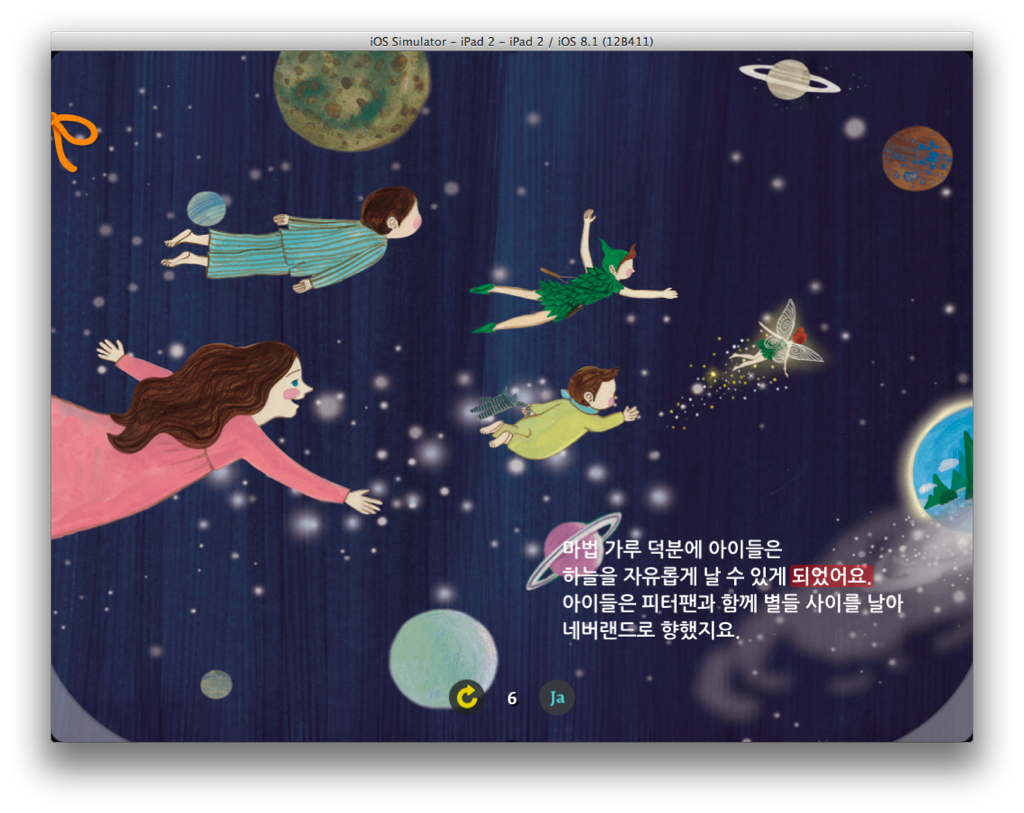 iOS Simulator - iPad 2 - iPad 2 / iOS 8.1 (12B411)
마법 가루 덕분에 아이들은
하늘을 자유롭게 날 수 있게 되었어요.
아이들은 피터팬과 함께 별들 사이를 날아
네버랜드로 향했지요.
6 Ja